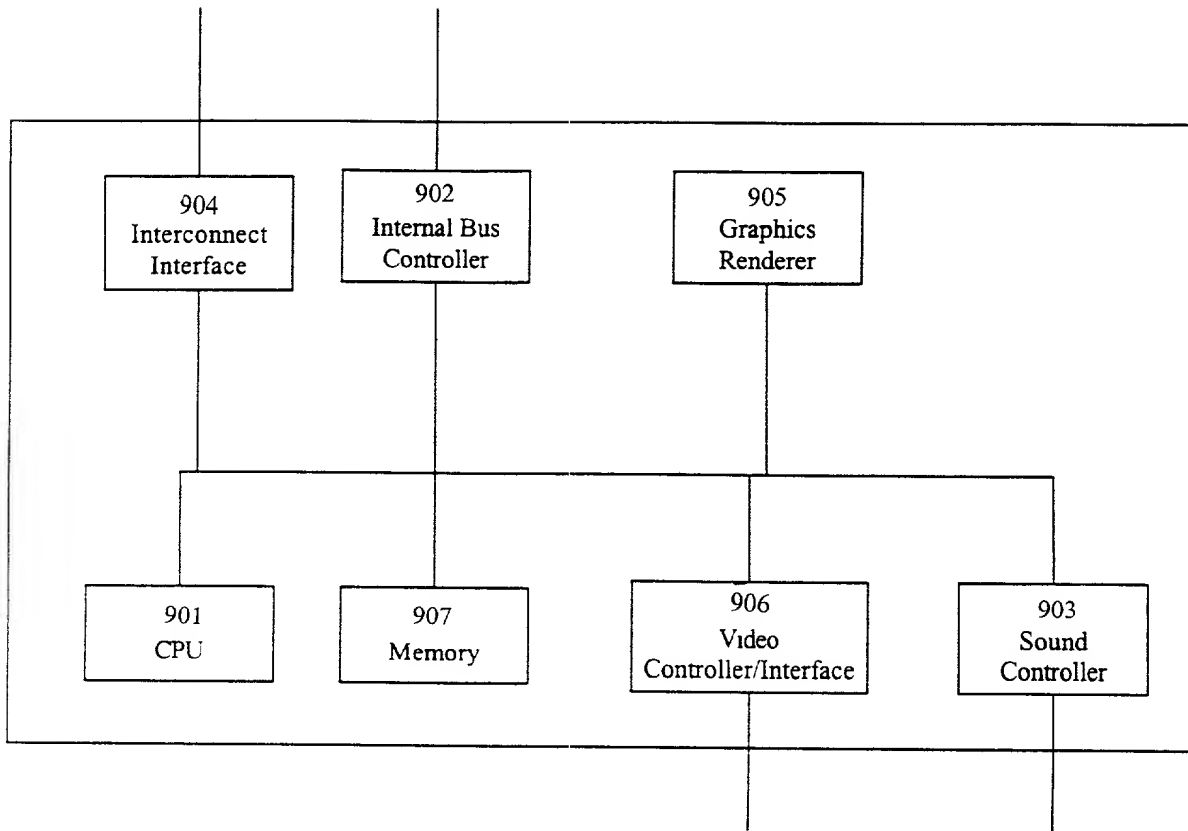 904
Interconnect
Interface
902
Internal Bus
Controller
905
Graphics
Renderer
901
CPU
907
Memory
906
Video
Controller/Interface
903
Sound
Controller